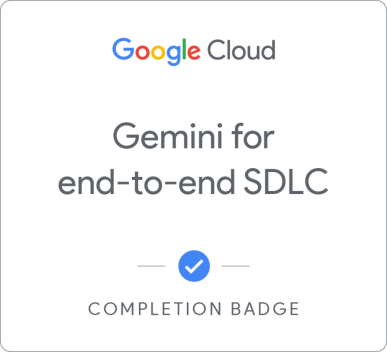 Google Cloud
Gemini for
end-to-end SDLC
COMPLETION BADGE